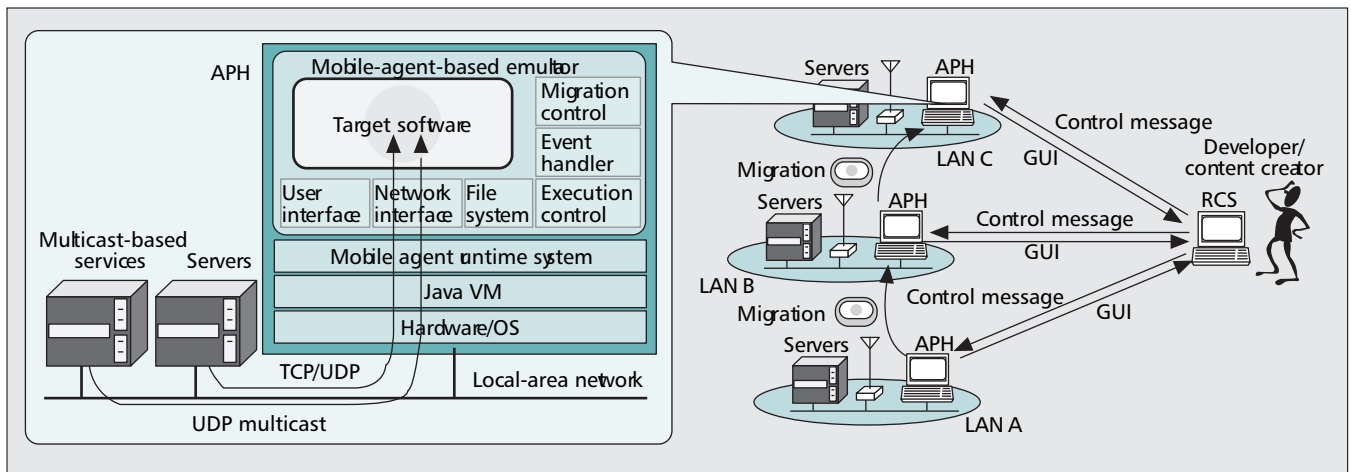 APH
Mobile-agent-based emulator
Target software
Migration
control
Event
handler
User
interface
Network
interface
File
system
Execution
control
Mobile agent runtime system
Java VM
Hardware/OS
Multicast-based
services
Servers
TCP/UDP
Local-area network
UDP multicast
Servers
APH
LAN C
Control message
GUI
Developer/
content creator
RCS
Migration
Servers
APH
Control message
GUI
LAN B
Migration
Control message
GUI
Servers
APH
LAN A